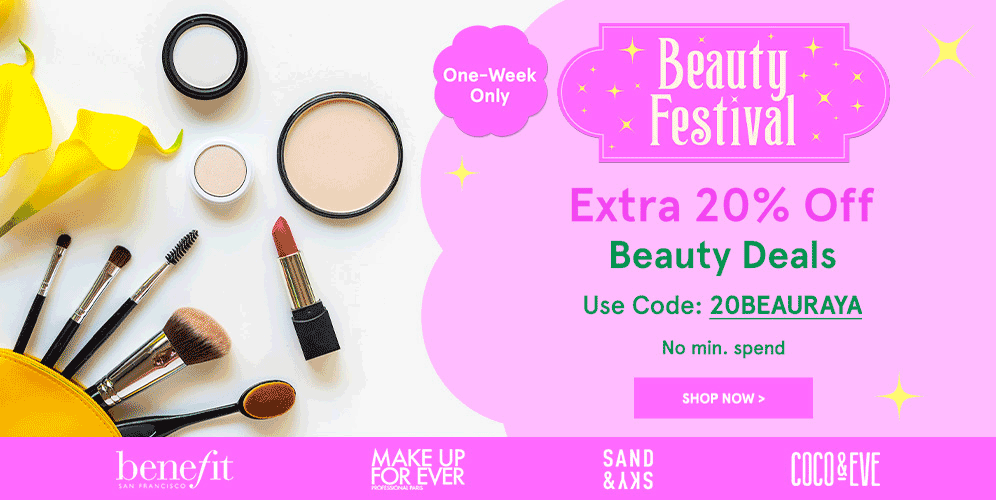 One-Week
Only
Beauty
Festival
Extra 20% Off
Beauty Deals
Use Code: 20BEAURAYA
No min. spend
SHOP NOW >
benefit
SAN FRANCISCO
MAKE UP
FOR EVER
PROFESSIONAL PARIS
SAND
&SKY
COCO&EVE